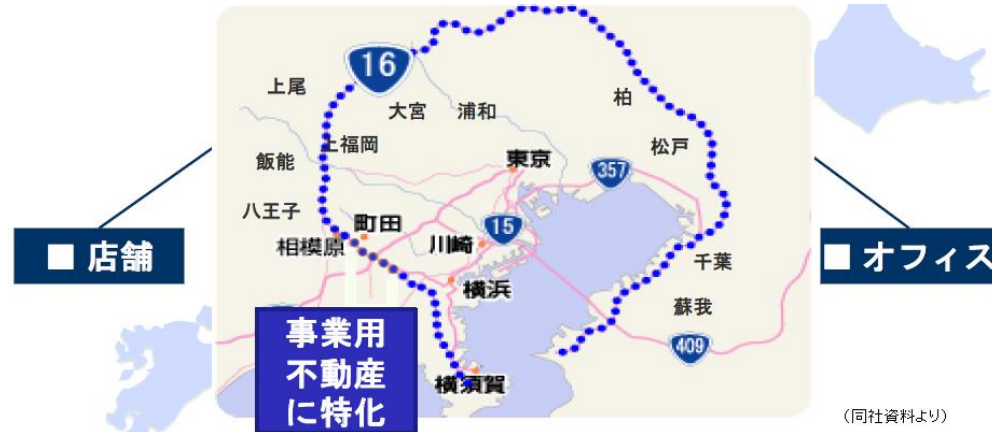 16
上尾
大宮
浦和
柏
上福岡
松戸
飯能
東京
357
八王子
町田
15
■ 店舗
相模原
川崎
千葉
■ オフィス
横浜
蘇我
事業用
不動産
に特化
409
横須賀
(同社資料より)